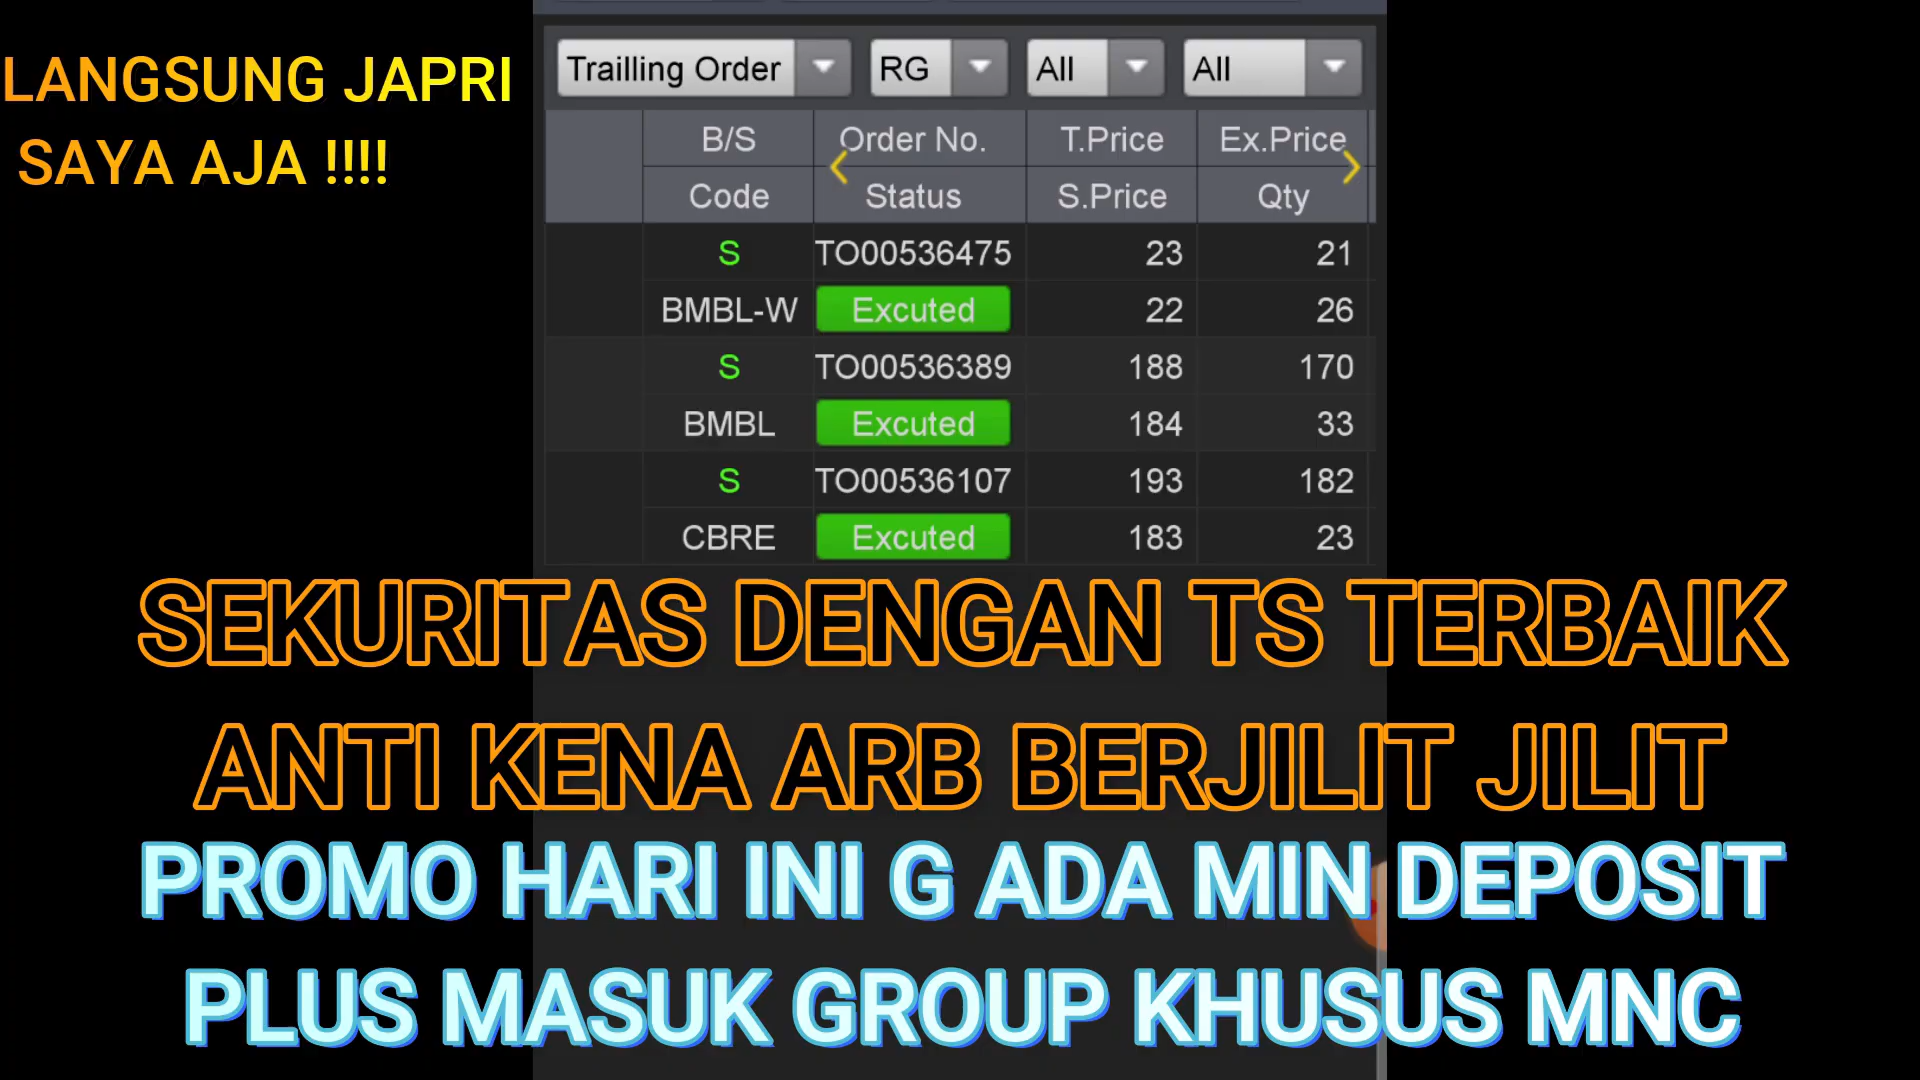 LANGSUNG JAPRI
SAYA AJA !!!!
Trailling Order RG All All
B/S Order No. T.Price Ex.Price
Code Status S.Price Qty
S TO00536475 23 21
BMBL-W Excuted 22 26
S TO00536389 188 170
BMBL Excuted 184 33
S TO00536107 193 182
CBRE Excuted 183 23
SEKURITAS DENGAN TS TERBAIK
ANTI KENA ARB BERJILIT JILIT
PROMO HARI INI G ADA MIN DEPOSIT
PLUS MASUK GROUP KHUSUS MNC